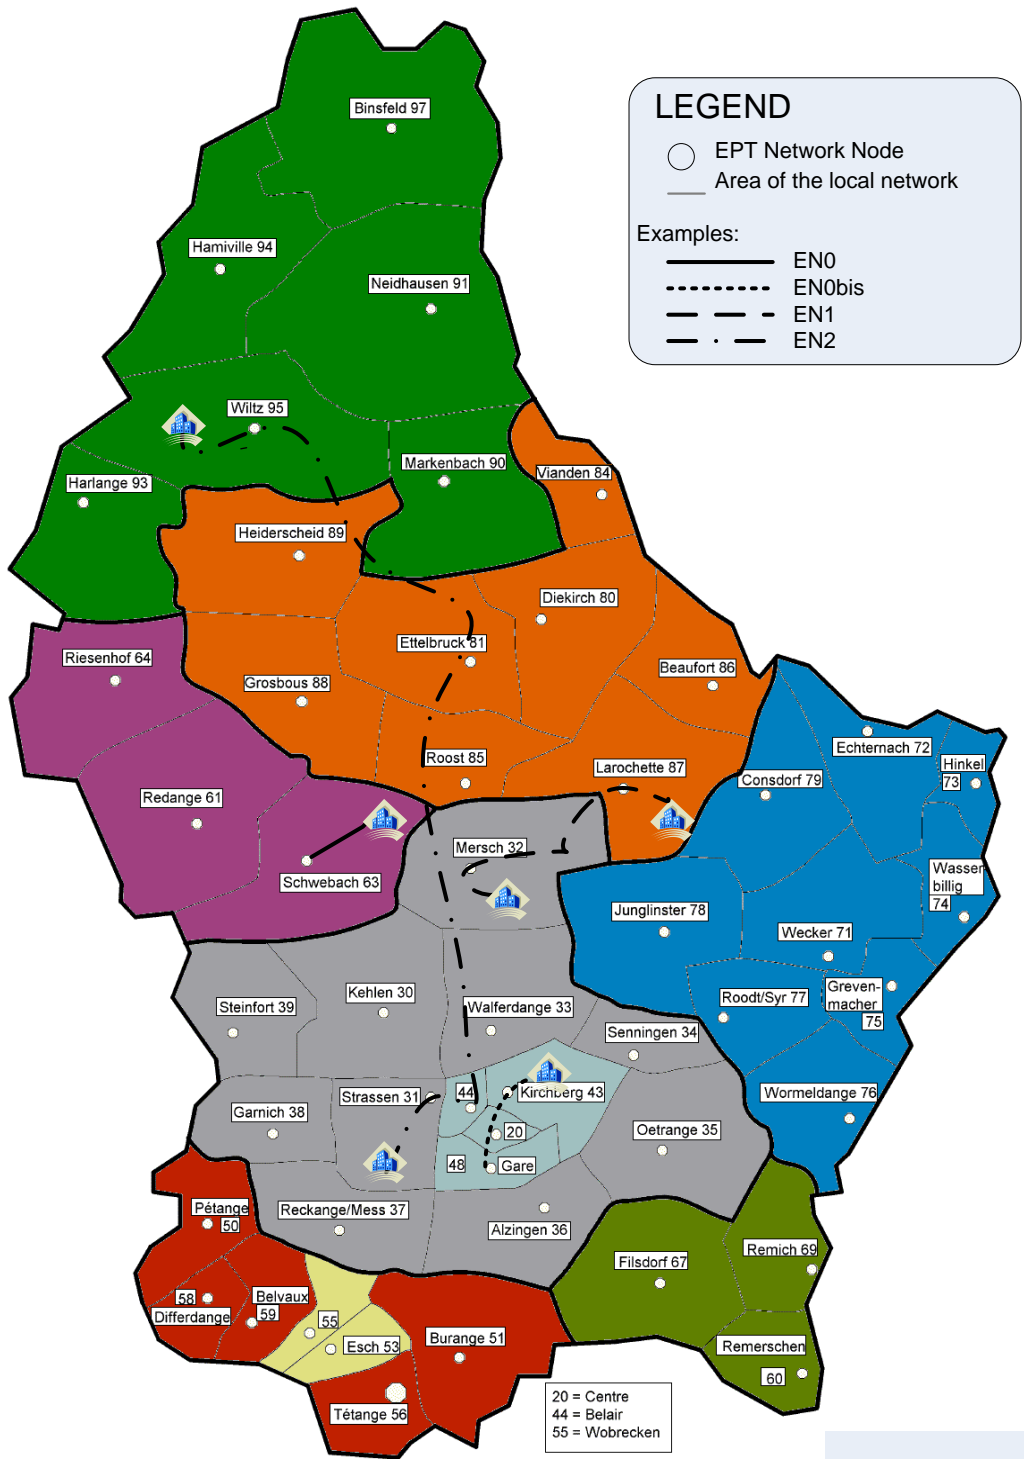 LEGEND
EPT Network Node
Area of the local network
Examples:
EN0
EN0bis
EN1
EN2
Binsfeld 97
Hamiville 94
Neidhausen 91
Wiltz 95
Markenbach 90
Vianden 84
Harlange 93
Heiderscheid 89
Diekirch 80
Ettelbruck 81
Riesenhof 64
Beaufort 86
Grosbous 88
Echternach 72
Roost 85
Larochette 87
Hinkel
73
Consdorf 79
Redange 61
Mersch 32
Schwebach 63
Wasser
billig
74
Junglinster 78
Wecker 71
Kehlen 30
Steinfort 39
Walferdange 33
Roodt/Syr 77
Greven-
macher
75
Senningen 34
Strassen 31
44
Kirchberg 43
Wormeldange 76
Garnich 38
20
Oetrange 35
48
Gare
Pétange
50
Reckange/Mess 37
Alzingen 36
Filsdorf 67
Remich 69
58
Differdange
Belvaux
59
55
Esch 53
Burange 51
Remerschen
60
Tétange 56
20 = Centre
44 = Belair
55 = Wobrecken